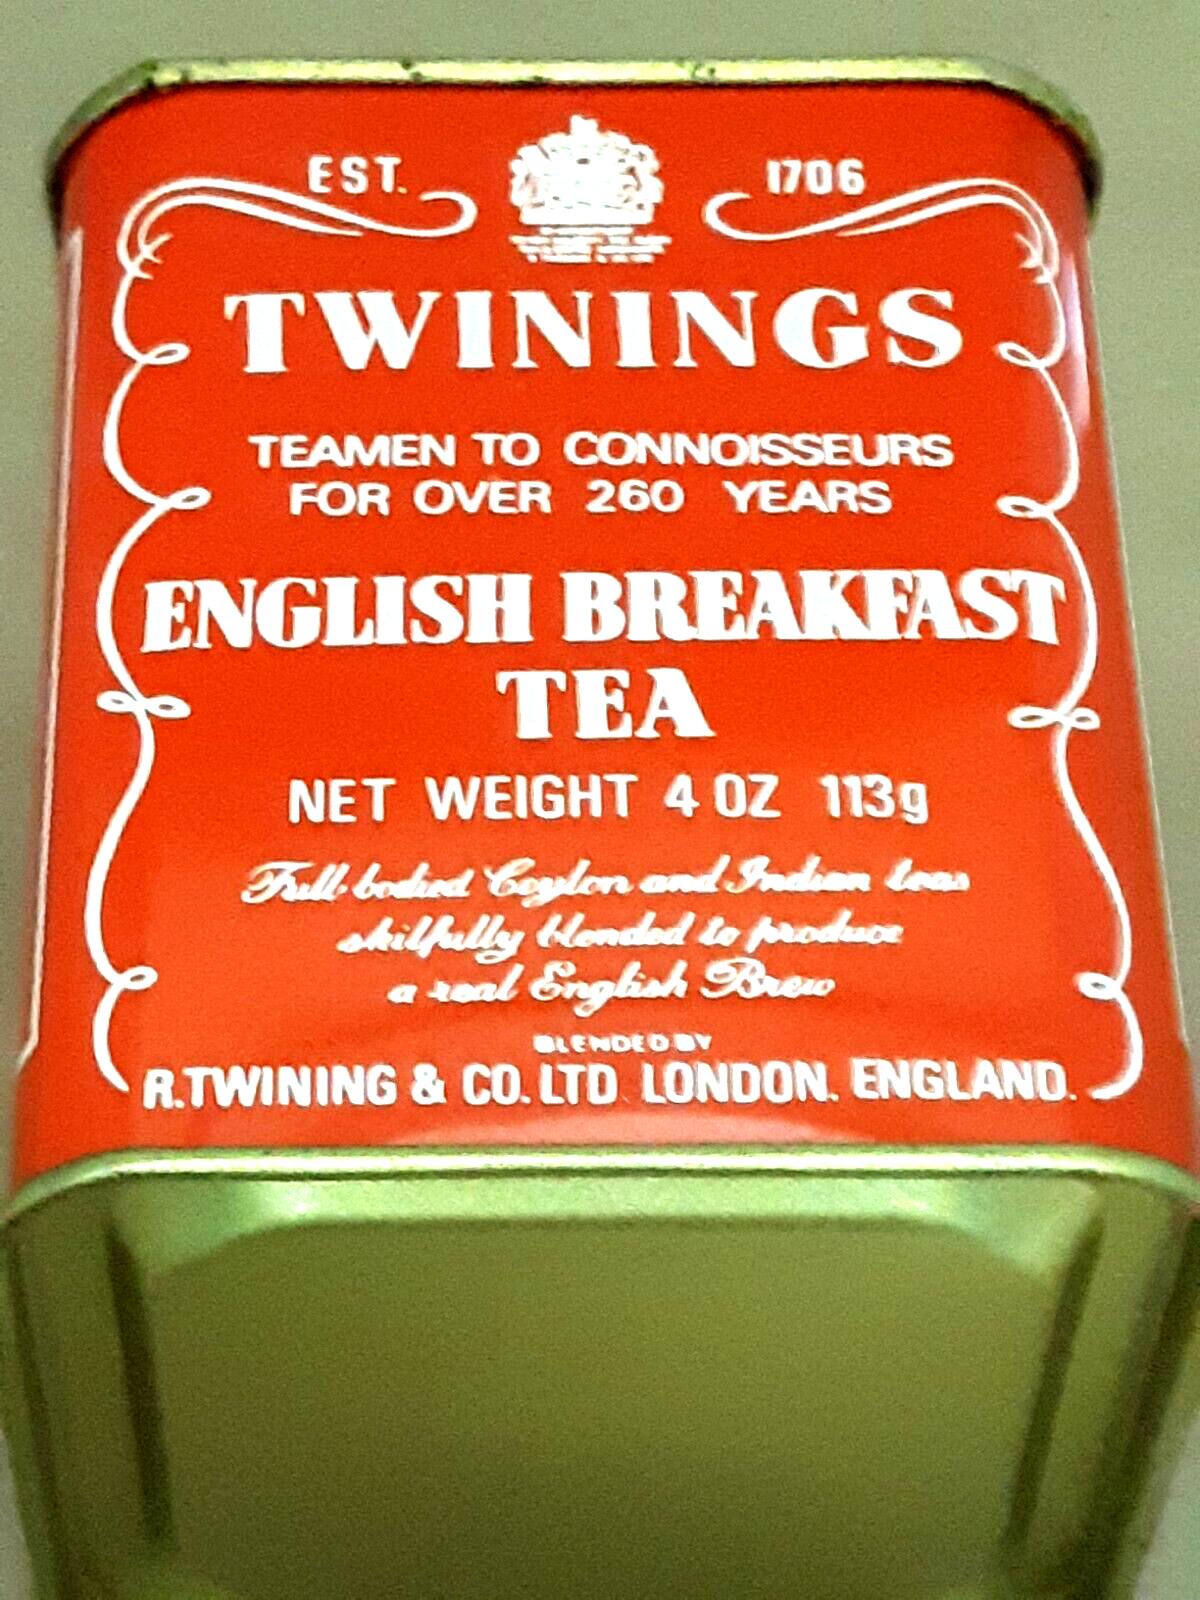 EST. 1706
TWININGS
TEAMEN TO CONNOISSEURS
FOR OVER 260 YEARS
ENGLISH BREAKFAST
TEA
NET WEIGHT 4 OZ 113g
Full-bodied Ceylon and Indian teas
skilfully blended to produce
a real English Brew
BLENDED BY
R.TWINING & CO. LTD. LONDON. ENGLAND.